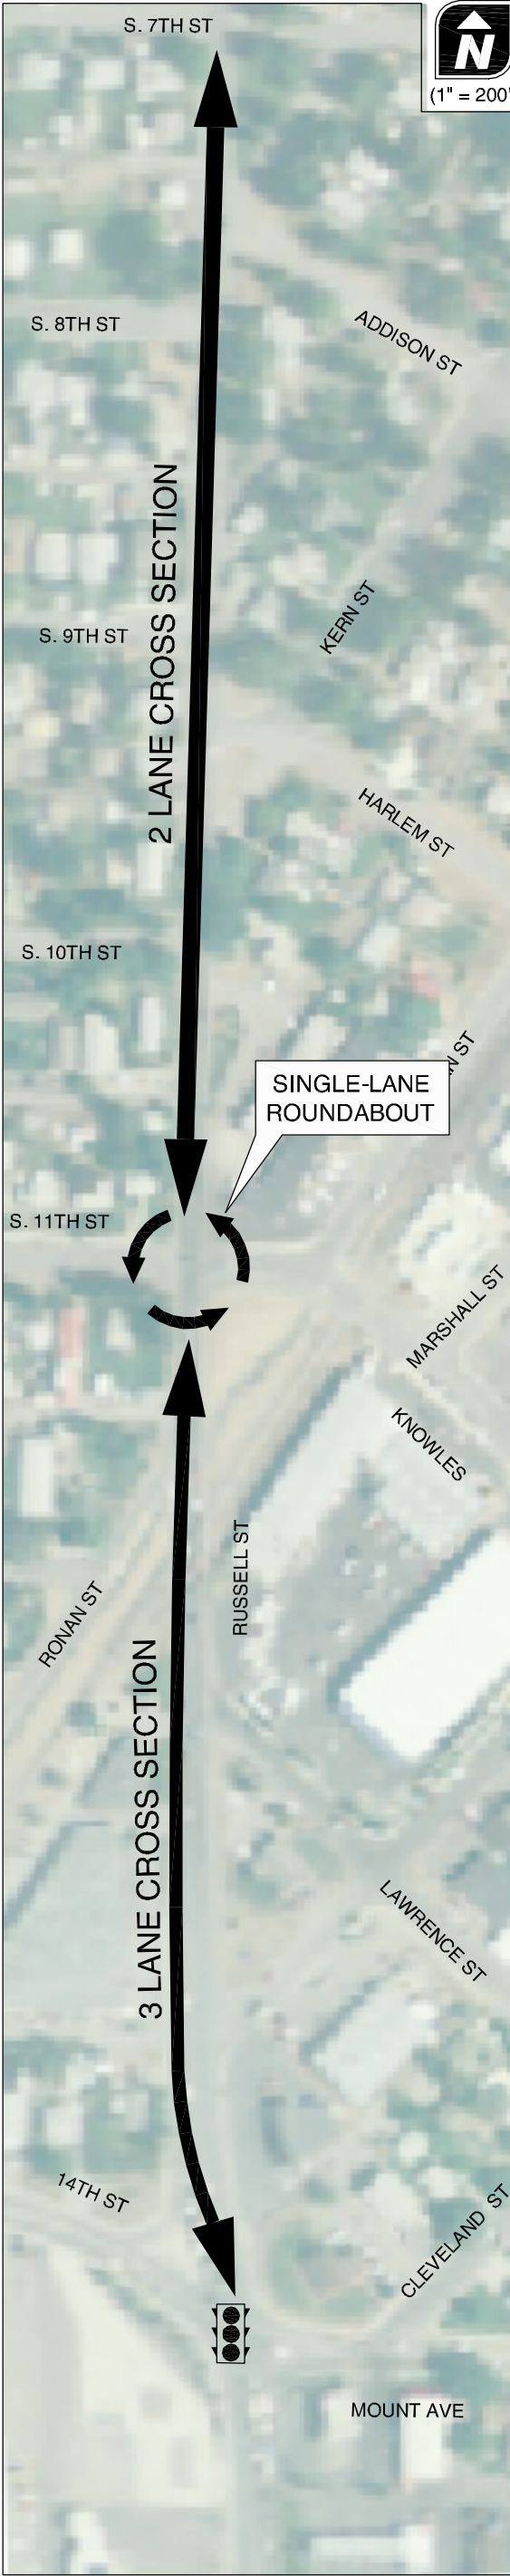 S. 7TH ST
N
(1" = 200'
S. 8TH ST
ADDISON ST
2 LANE CROSS SECTION
KERN ST
S. 9TH ST
HARLEM ST
S. 10TH ST
ST
SINGLE-LANE
ROUNDABOUT
S. 11TH ST
MARSHALL ST
KNOWLES
RUSSELL ST
RONAN ST
3 LANE CROSS SECTION
LAWRENCE ST
14TH ST
CLEVELAND ST
MOUNT AVE